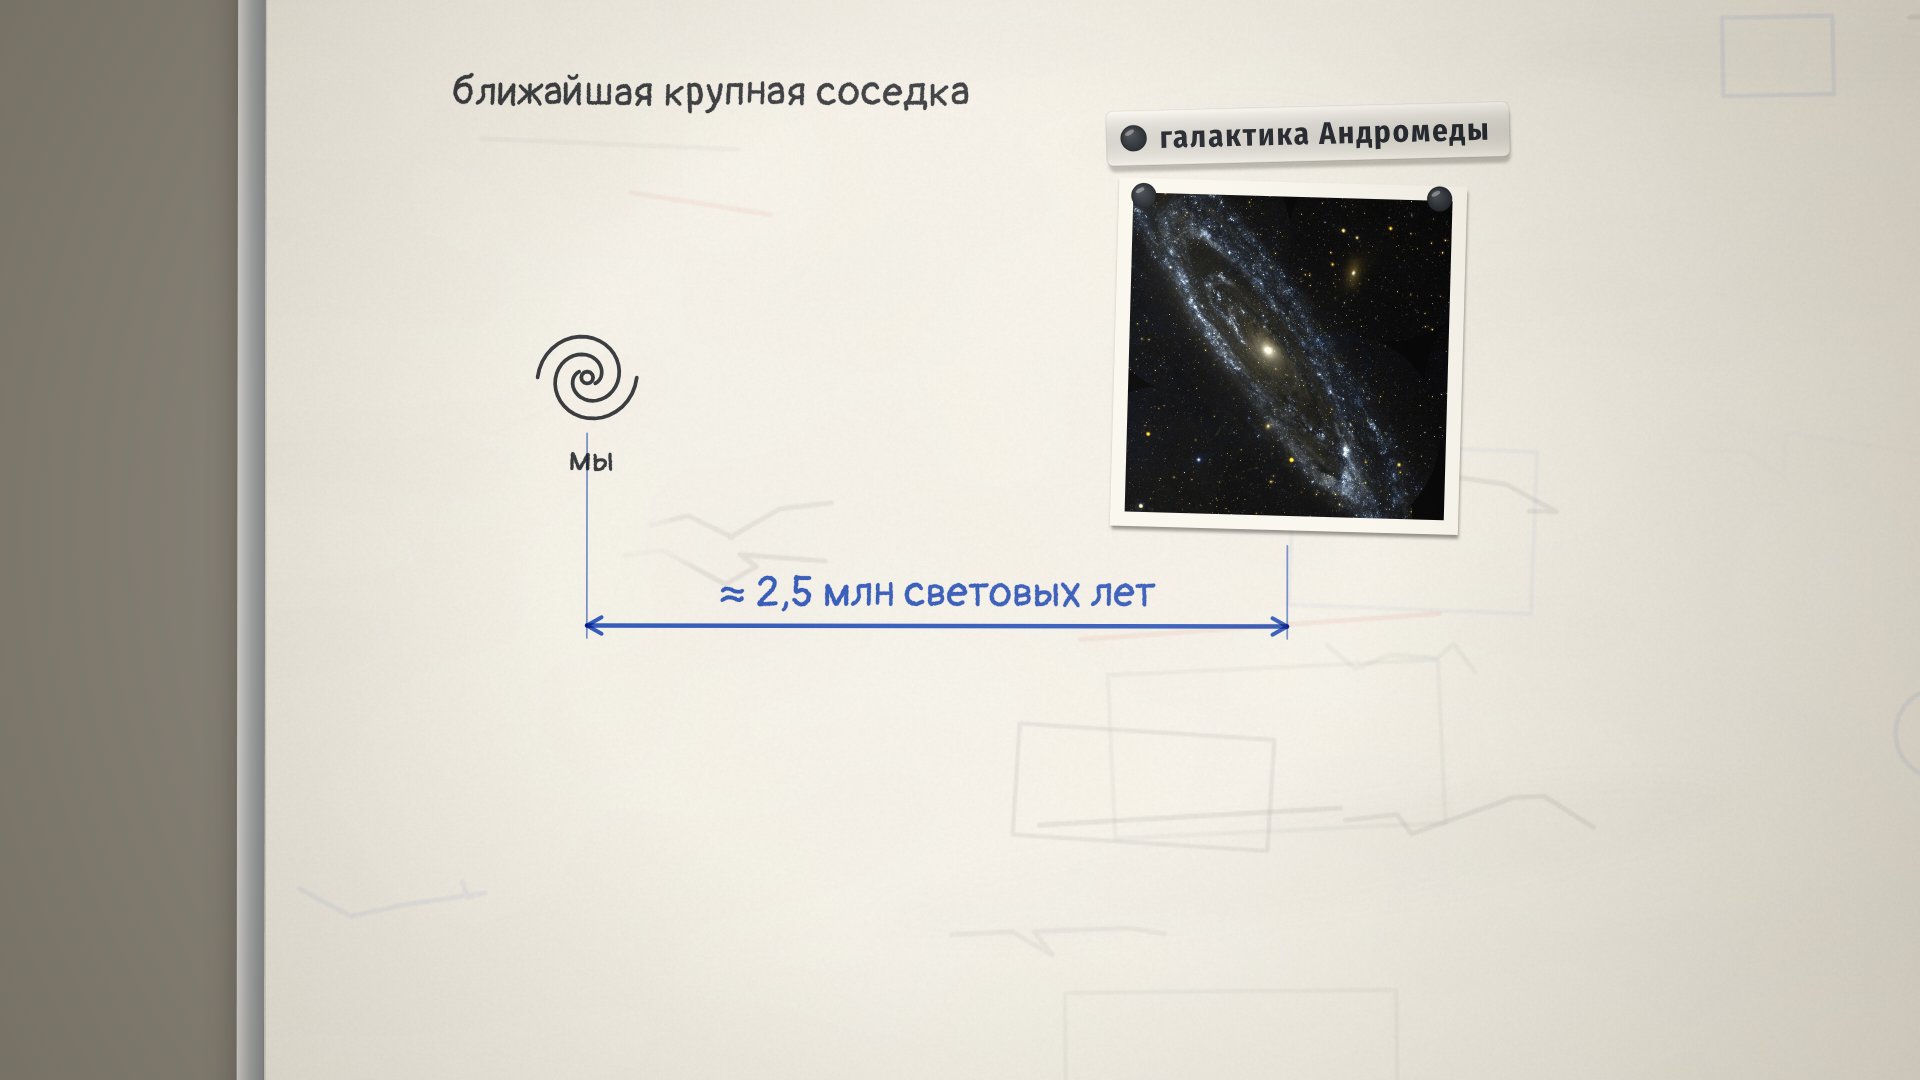 ближайшая крупная соседка
галактика Андромеды
мы
≈ 2,5 млн световых лет